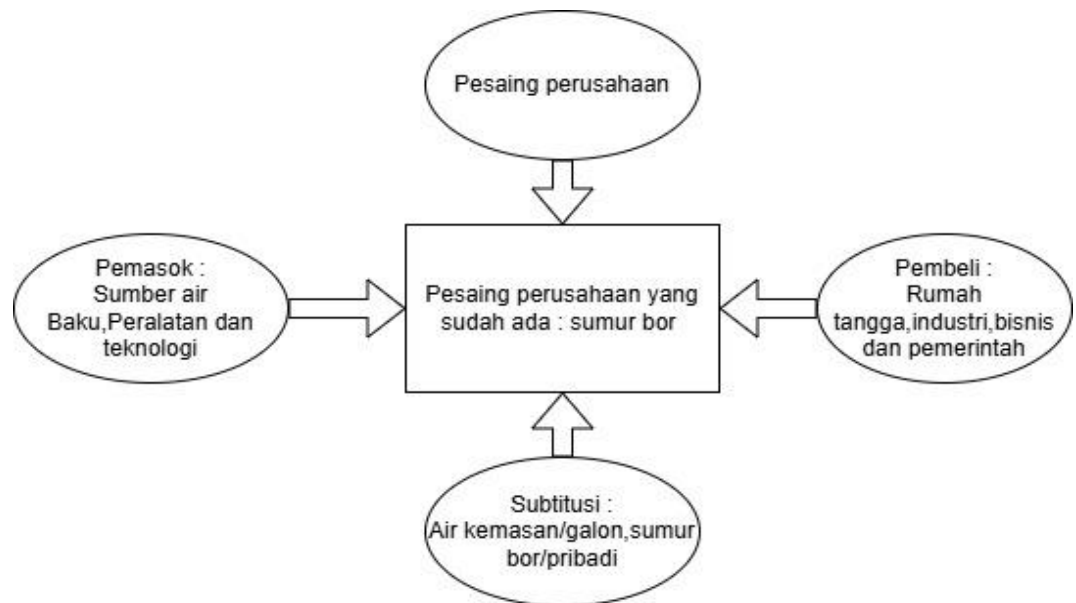 Pesaing perusahaan
Pemasok :
Sumber air
Baku,Peralatan dan
teknologi
Pesaing perusahaan yang
sudah ada : sumur bor
Pembeli :
Rumah
tangga,industri,bisnis
dan pemerintah
Subtitusi :
Air kemasan/galon,sumur
bor/pribadi